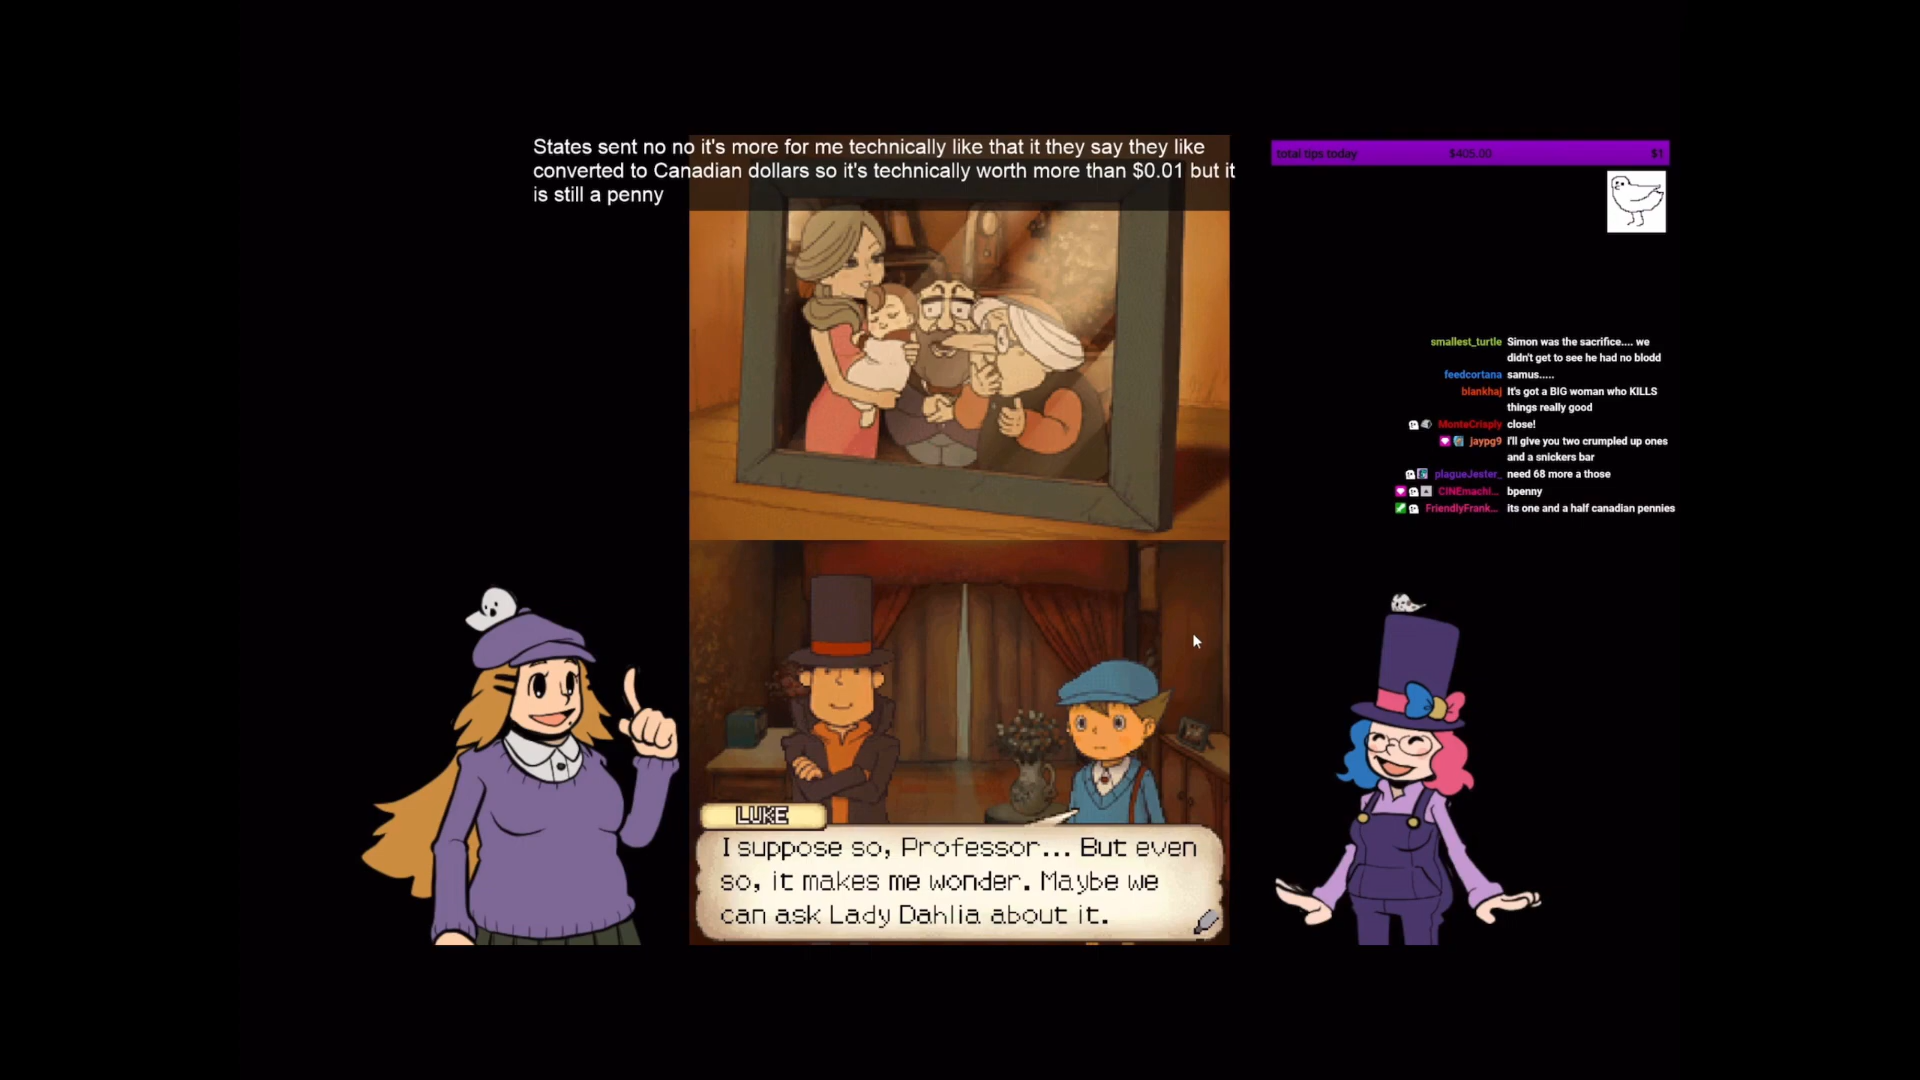 States sent no no it's more for me technically like that it they say they like
converted to Canadian dollars so it's technically worth more than $0.01 but it
is still a penny
total tips today $405.00 $1
smallest_turtle Simon was the sacrifice.... we
didn't get to see he had no blodd
feedcortana samus.....
blankhaj It's got a BIG woman who KILLS
things really good
MonteCrisply close!
jaypg9 I'll give you two crumpled up ones
and a snickers bar
plagueJester_ need 68 more a those
CINEmachi... bpenny
FriendlyFrank... its one and a half canadian pennies
LUKE
I suppose so, Professor... But even
so, it makes me wonder. Maybe we
can ask Lady Dahlia about it.